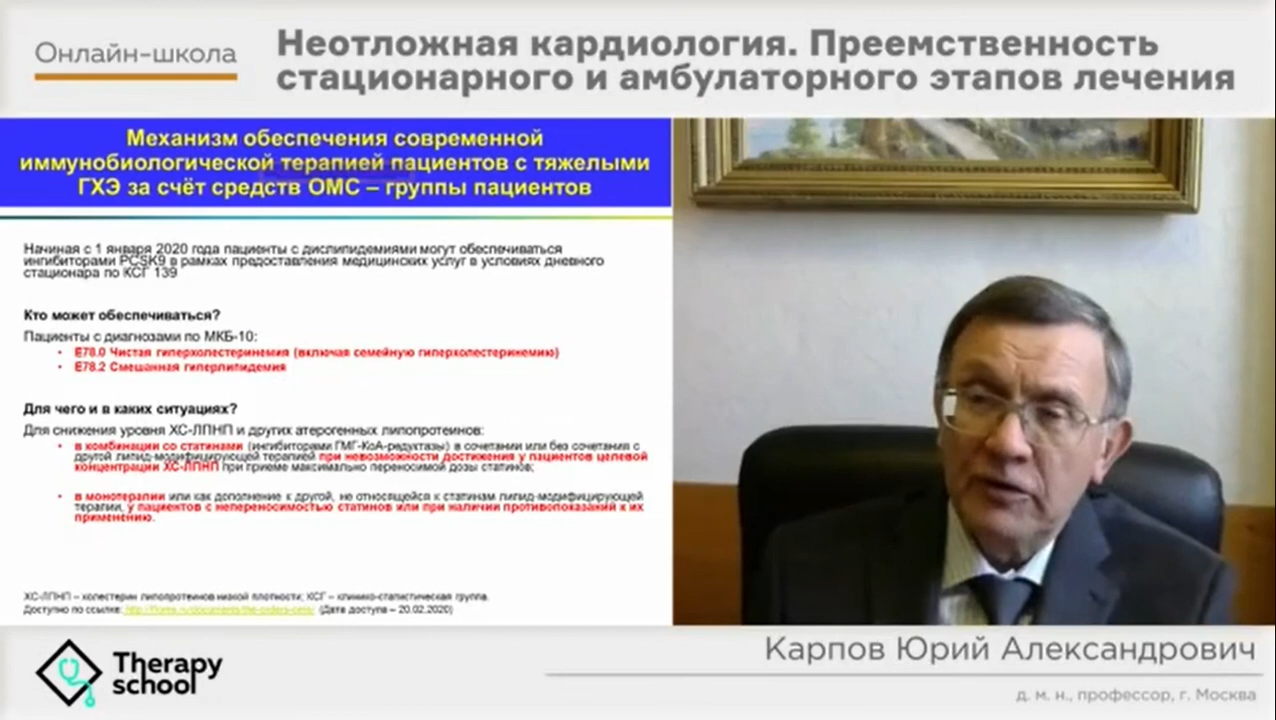 Онлайн-школа
Неотложная кардиология. Преемственность
стационарного и амбулаторного этапов лечения
Механизм обеспечения современной
иммунобиологической терапией пациентов с тяжелыми
ГХЭ за счёт средств ОМС – группы пациентов
Начиная с 1 января 2020 года пациенты с дислипидемиями могут обеспечиваться
ингибиторами PCSK9 в рамках предоставления медицинских услуг в условиях дневного
стационара по КСГ 139
Кто может обеспечиваться?
Пациенты с диагнозами по МКБ-10:
• E78.0 Чистая гиперхолестеринемия (включая семейную гиперхолестеринемию)
• E78.2 Смешанная гиперлипидемия
Для чего и в каких ситуациях?
Для снижения уровня ХС-ЛПНП и других атерогенных липопротеинов:
• в комбинации со статинами (ингибиторами ГМГ-КоА-редуктазы) в сочетании или без сочетания с
другой липид-модифицирующей терапией при невозможности достижения у пациентов целевой
концентрации ХС-ЛПНП при приеме максимально переносимой дозы статинов;
• в монотерапии или как дополнение к другой, не относящейся к статинам липид-модифицирующей
терапии, у пациентов с непереносимостью статинов или при наличии противопоказаний к их
применению.
ХС-ЛПНП – холестерин липопротеинов низкой плотности; КСГ – клинико-статистическая группа.
Доступно по ссылке: (Дата доступа – 20.02.2020)
Therapy
school
Карпов Юрий Александрович
д. м. н., профессор, г. Москва